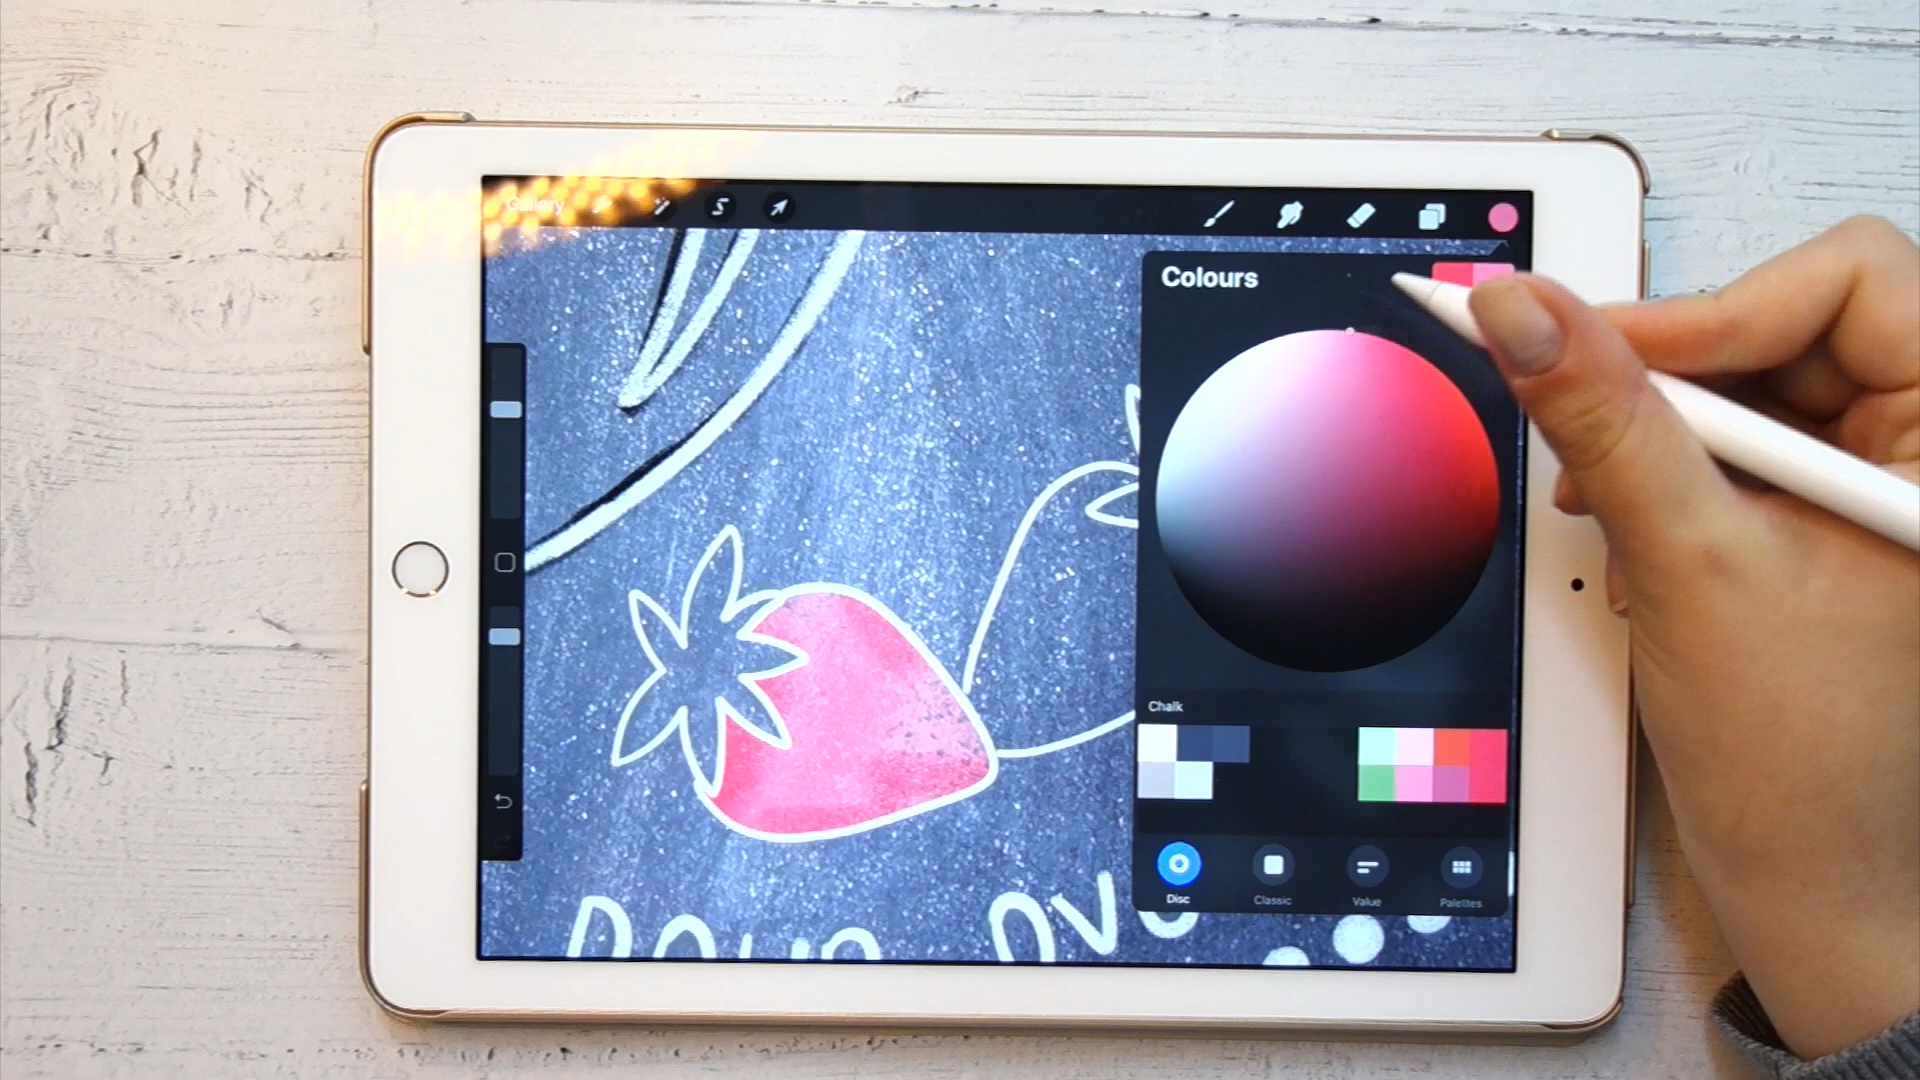 Gallery
Colours
Chalk
Disc
Classic
Value
Palettes